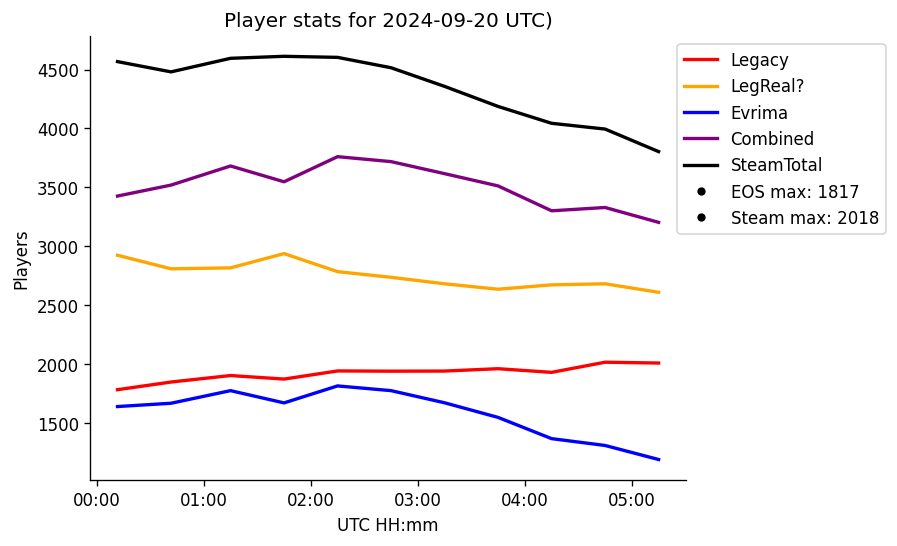 Player stats for 2024-09-20 UTC)
Legacy
LegReal?
Evrima
Combined
SteamTotal
EOS max: 1817
Steam max: 2018
Players
4500
4000
3500
3000
2500
2000
1500
00:00 01:00 02:00 03:00 04:00 05:00
UTC HH:mm